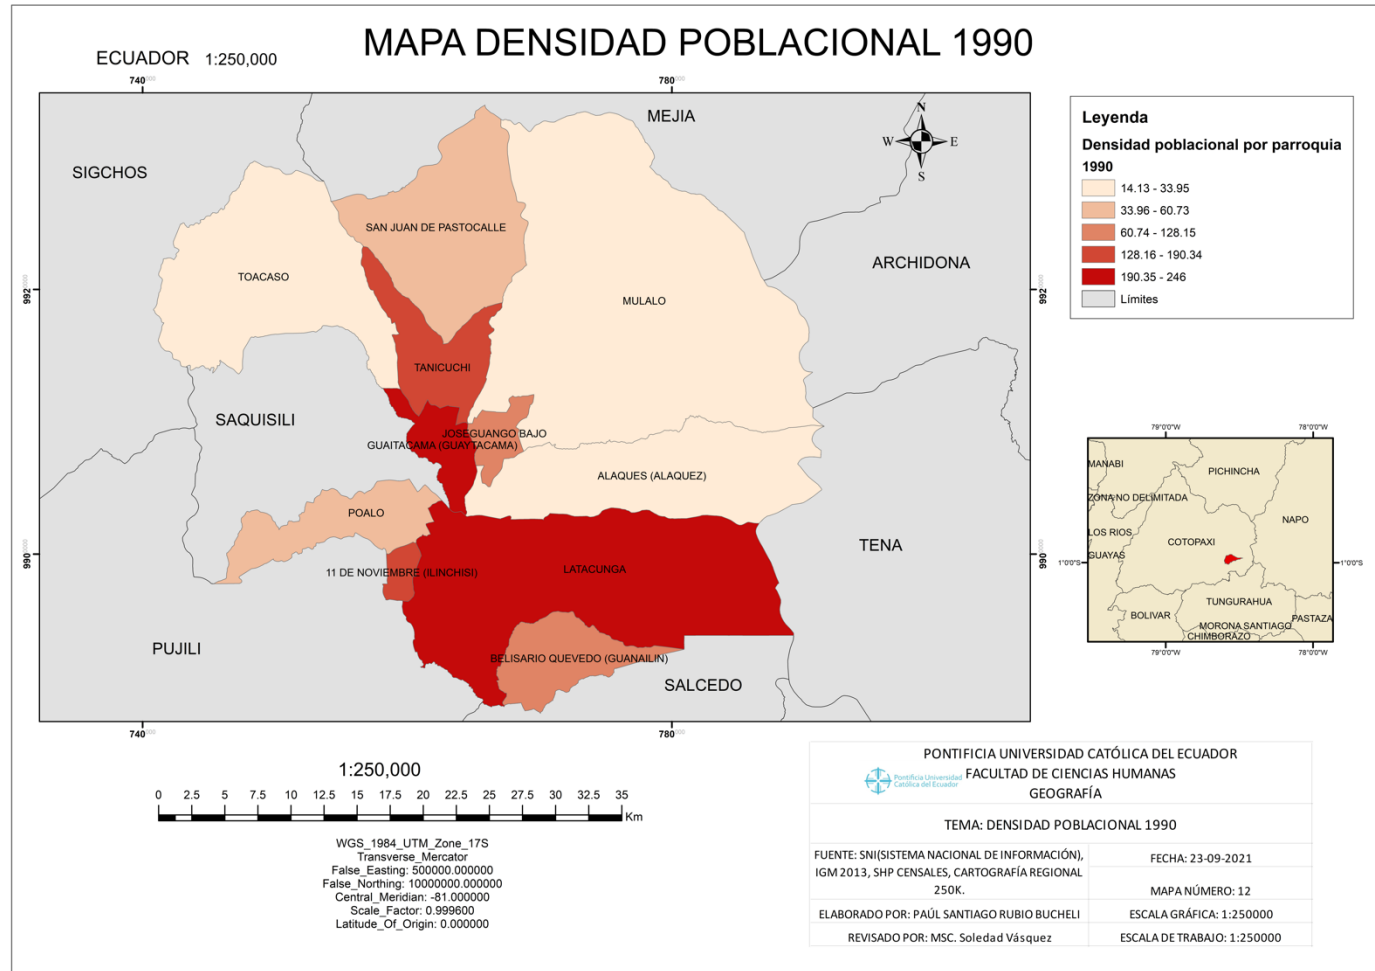 MAPA DENSIDAD POBLACIONAL 1990
ECUADOR 1:250,000
740000
780000
MEJIA
N
W E
S
SIGCHOS
SAN JUAN DE PASTOCALLE
TOACASO
ARCHIDONA
MULALO
992
0000
992
0000
TANICUCHI
SAQUISILI
JOSEGUANGO BAJO
GUAITACAMA (GUAYTACAMA)
ALAQUES (ALAQUEZ)
POALO
TENA
990
0000
990
0000
11 DE NOVIEMBRE (ILINCHISI)
LATACUNGA
PUJILI
BELISARIO QUEVEDO (GUANAILIN)
SALCEDO
740000
780000
Leyenda
Densidad poblacional por parroquia
1990
14.13 - 33.95
33.96 - 60.73
60.74 - 128.15
128.16 - 190.34
190.35 - 246
Límites
79°0'0"W 78°0'0"W
MANABI
PICHINCHA
ZONA NO DELIMITADA
NAPO
LOS RIOS
COTOPAXI
GUAYAS
1°0'0"S 1°0'0"S
TUNGURAHUA
BOLIVAR
PASTAZA
MORONA SANTIAGO
CHIMBORAZO
79°0'0"W 78°0'0"W
1:250,000
0 2.5 5 7.5 10 12.5 15 17.5 20 22.5 25 27.5 30 32.5 35
Km
WGS_1984_UTM_Zone_17S
Transverse_Mercator
False_Easting: 500000.000000
False_Northing: 10000000.000000
Central_Meridian: -81.000000
Scale_Factor: 0.999600
Latitude_Of_Origin: 0.000000
PONTIFICIA UNIVERSIDAD CATÓLICA DEL ECUADOR
FACULTAD DE CIENCIAS HUMANAS
GEOGRAFÍA
Pontificia Universidad
Católica del Ecuador
TEMA: DENSIDAD POBLACIONAL 1990
FUENTE: SNI(SISTEMA NACIONAL DE INFORMACIÓN),
IGM 2013, SHP CENSALES, CARTOGRAFÍA REGIONAL
250K.
FECHA: 23-09-2021
MAPA NÚMERO: 12
ELABORADO POR: PAÚL SANTIAGO RUBIO BUCHELI
ESCALA GRÁFICA: 1:250000
REVISADO POR: MSC. Soledad Vásquez
ESCALA DE TRABAJO: 1:250000